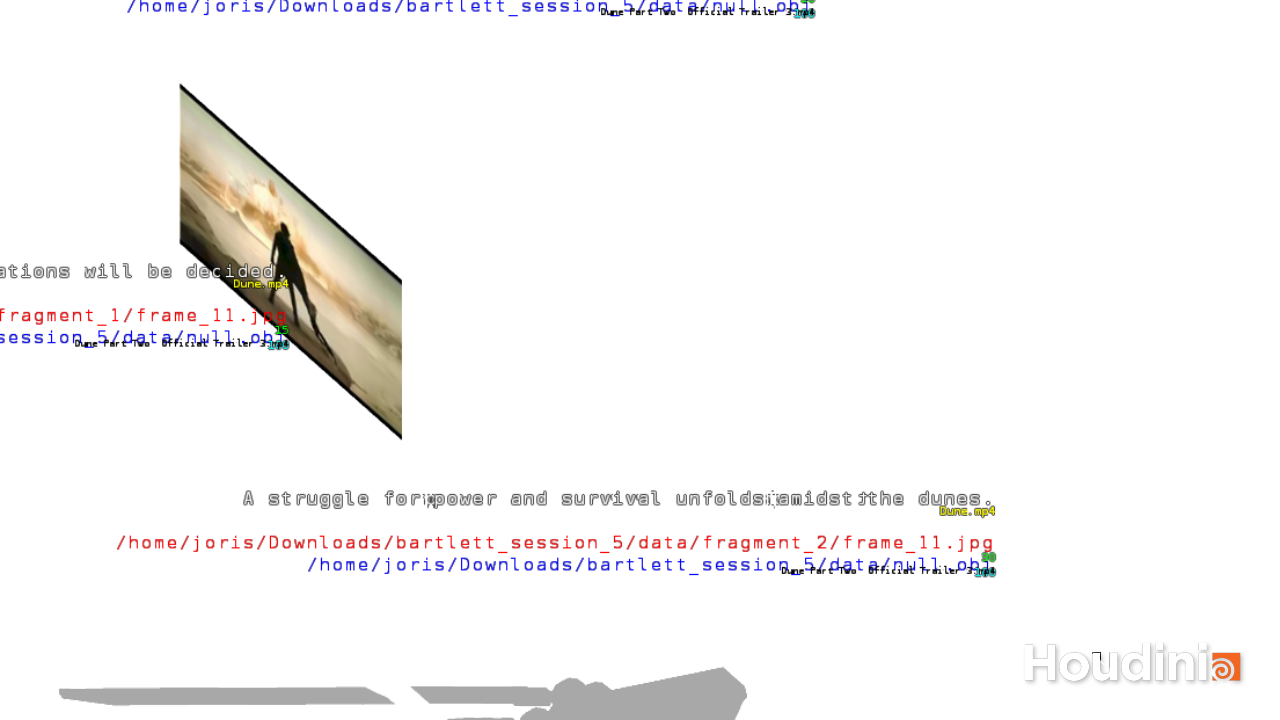 /home/joris/Downloads/bartlett_session_5/data/null.obj
Dune Part Two Official Trailer 3.mp4
ations will be decided.
Dune.mp4
fragment_1/frame_11.jpg
15
session_5/data/null.obj
Dune Part Two Official Trailer 3.mp4
A struggle for power and survival unfolds amidst the dunes.
Dune.mp4
/home/joris/Downloads/bartlett_session_5/data/fragment_2/frame_11.jpg
/home/joris/Downloads/bartlett_session_5/data/null.obj
Dune Part Two Official Trailer 3.mp4
Houdini